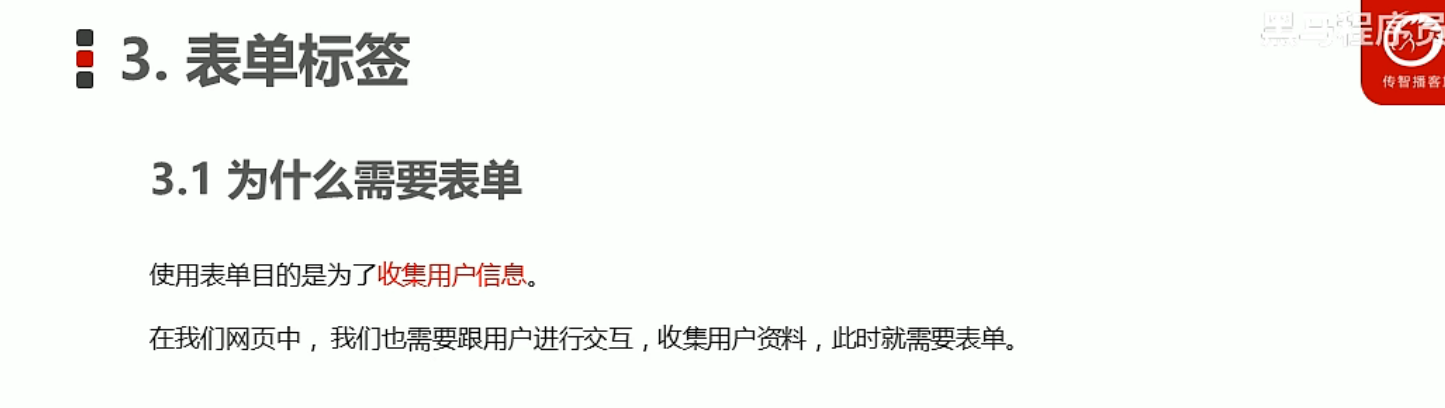 黑马程序员
3. 表单标签
传智播客
3.1 为什么需要表单
使用表单目的是为了收集用户信息。
在我们网页中， 我们也需要跟用户进行交互，收集用户资料，此时就需要表单。